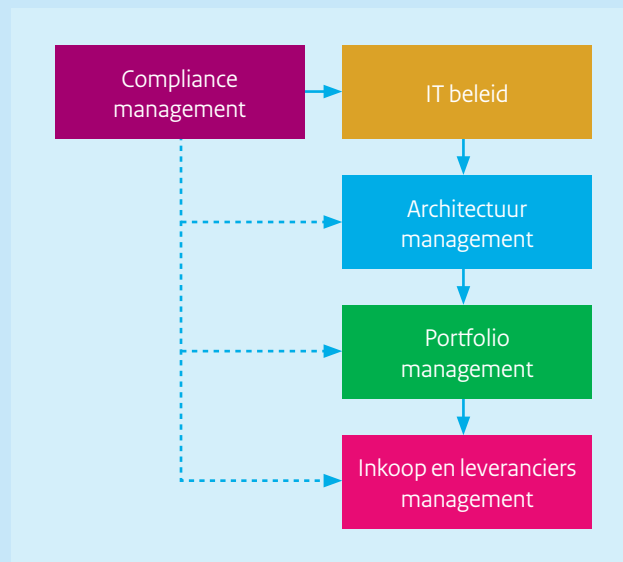 Compliance
management
IT beleid
Architectuur
management
Portfolio
management
Inkoop en leveranciers
management